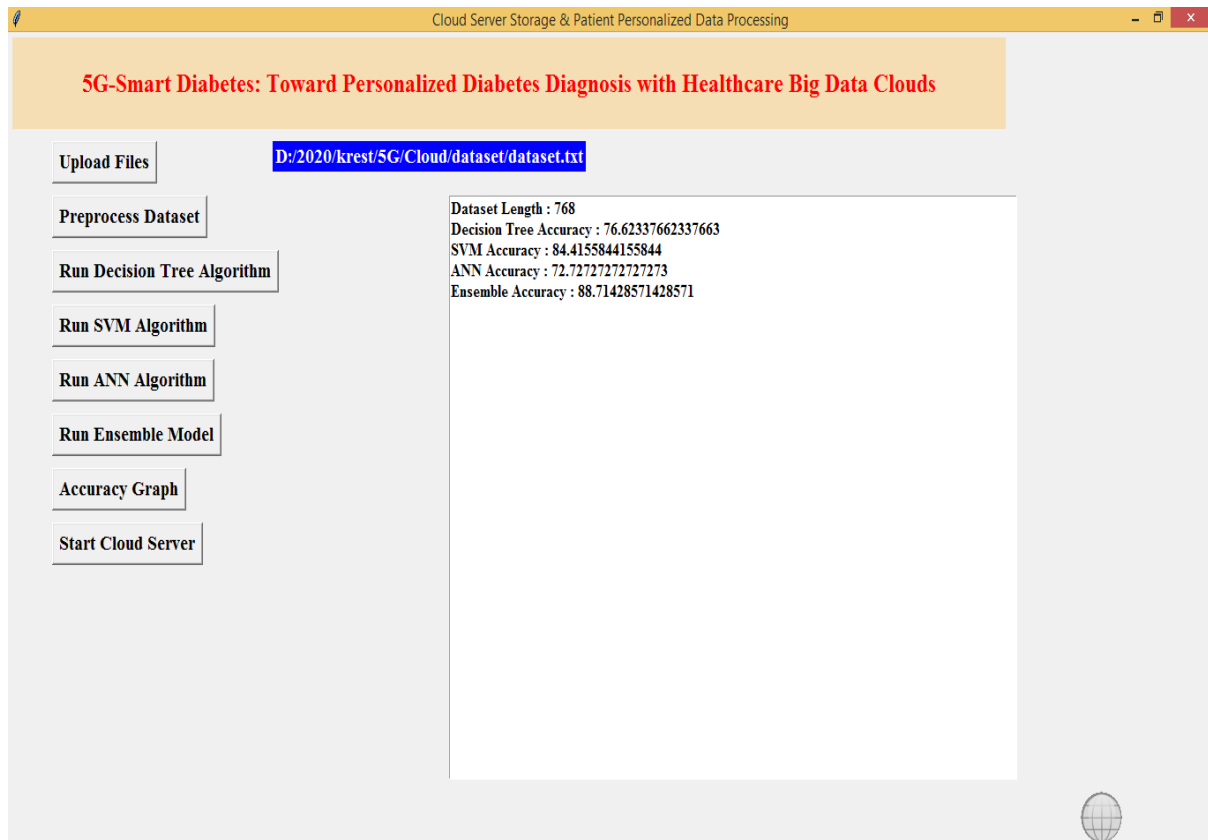 Cloud Server Storage & Patient Personalized Data Processing
5G-Smart Diabetes: Toward Personalized Diabetes Diagnosis with Healthcare Big Data Clouds
Upload Files
D:/2020/krest/5G/Cloud/dataset/dataset.txt
Preprocess Dataset
Run Decision Tree Algorithm
Run SVM Algorithm
Run ANN Algorithm
Run Ensemble Model
Accuracy Graph
Start Cloud Server
Dataset Length : 768
Decision Tree Accuracy : 76.62337662337663
SVM Accuracy : 84.4155844155844
ANN Accuracy : 72.72727272727273
Ensemble Accuracy : 88.71428571428571